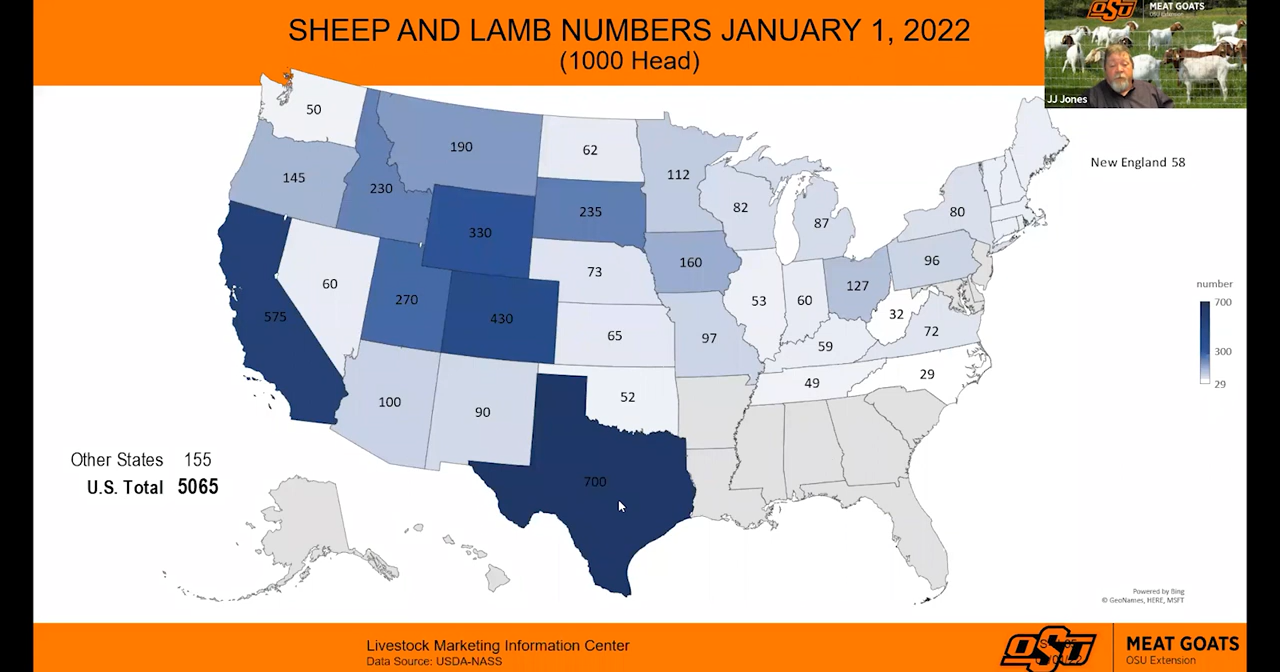 SHEEP AND LAMB NUMBERS JANUARY 1, 2022
(1000 Head)
OSU
MEAT GOATS
OSU Extension
JJ Jones
50
145
230
190
62
112
330
235
82
87
80
New England 58
575
60
270
430
73
160
53
60
127
96
32
72
65
97
59
100
90
52
49
29
700
number
700
300
29
Other States 155
U.S. Total 5065
Powered by Bing
© GeoNames, HERE, MSFT
Livestock Marketing Information Center
Data Source: USDA-NASS
OSU
MEAT GOATS
OSU Extension